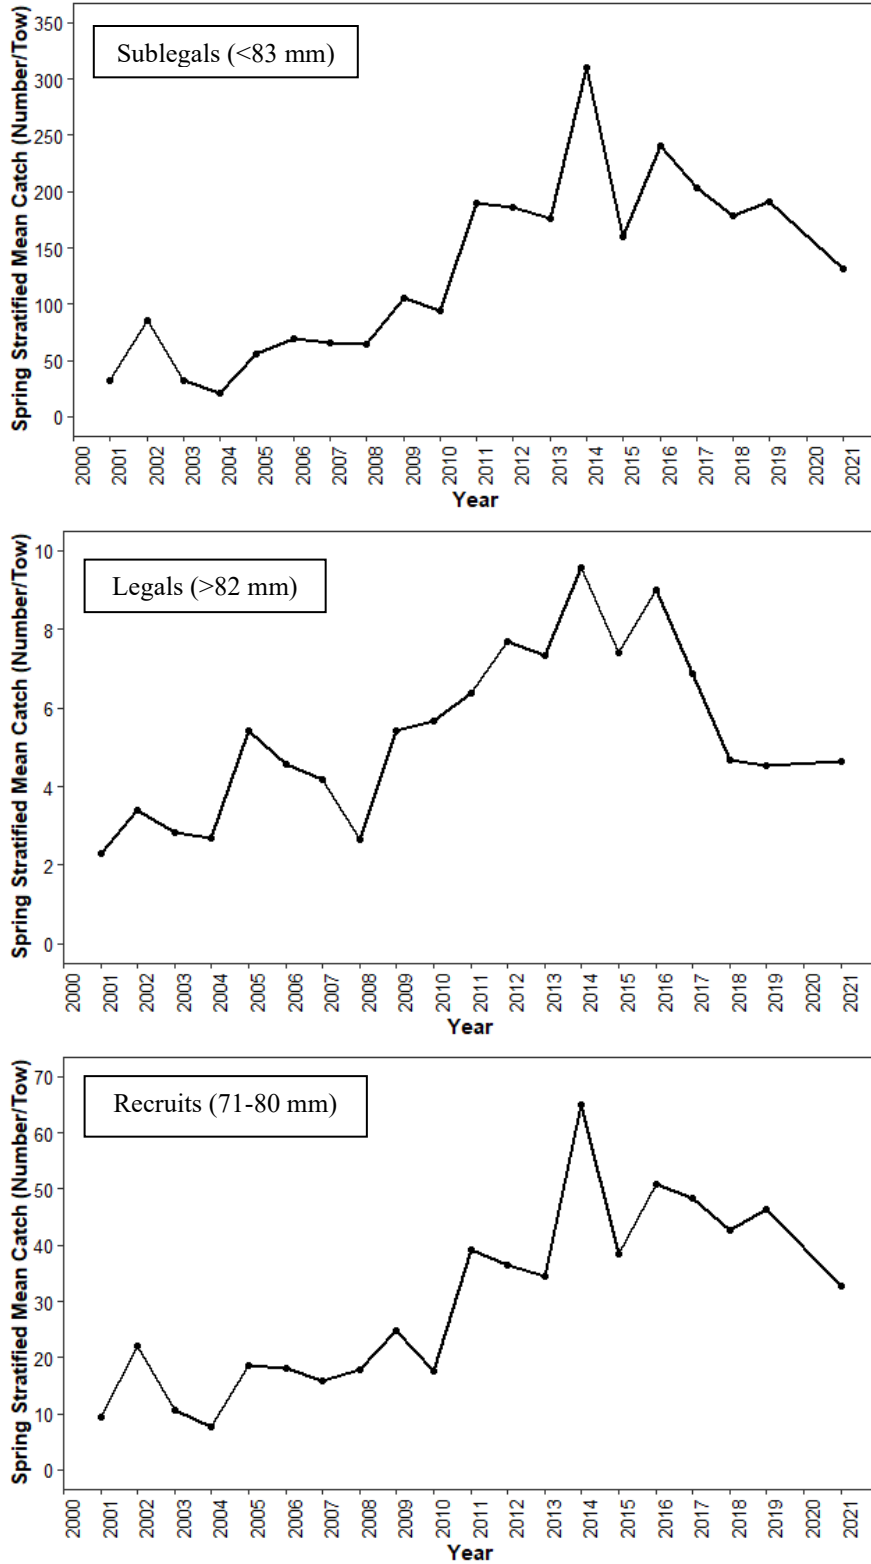 Spring Stratified Mean Catch (Number/Tow)
Sublegals (<83 mm)
350
300
250
200
150
100
50
0
2000 2001 2002 2003 2004 2005 2006 2007 2008 2009 2010 2011 2012 2013 2014 2015 2016 2017 2018 2019 2020 2021
Year
Spring Stratified Mean Catch (Number/Tow)
Legals (>82 mm)
10
8
6
4
2
0
2000 2001 2002 2003 2004 2005 2006 2007 2008 2009 2010 2011 2012 2013 2014 2015 2016 2017 2018 2019 2020 2021
Year
Spring Stratified Mean Catch (Number/Tow)
Recruits (71-80 mm)
70
60
50
40
30
20
10
0
2000 2001 2002 2003 2004 2005 2006 2007 2008 2009 2010 2011 2012 2013 2014 2015 2016 2017 2018 2019 2020 2021
Year